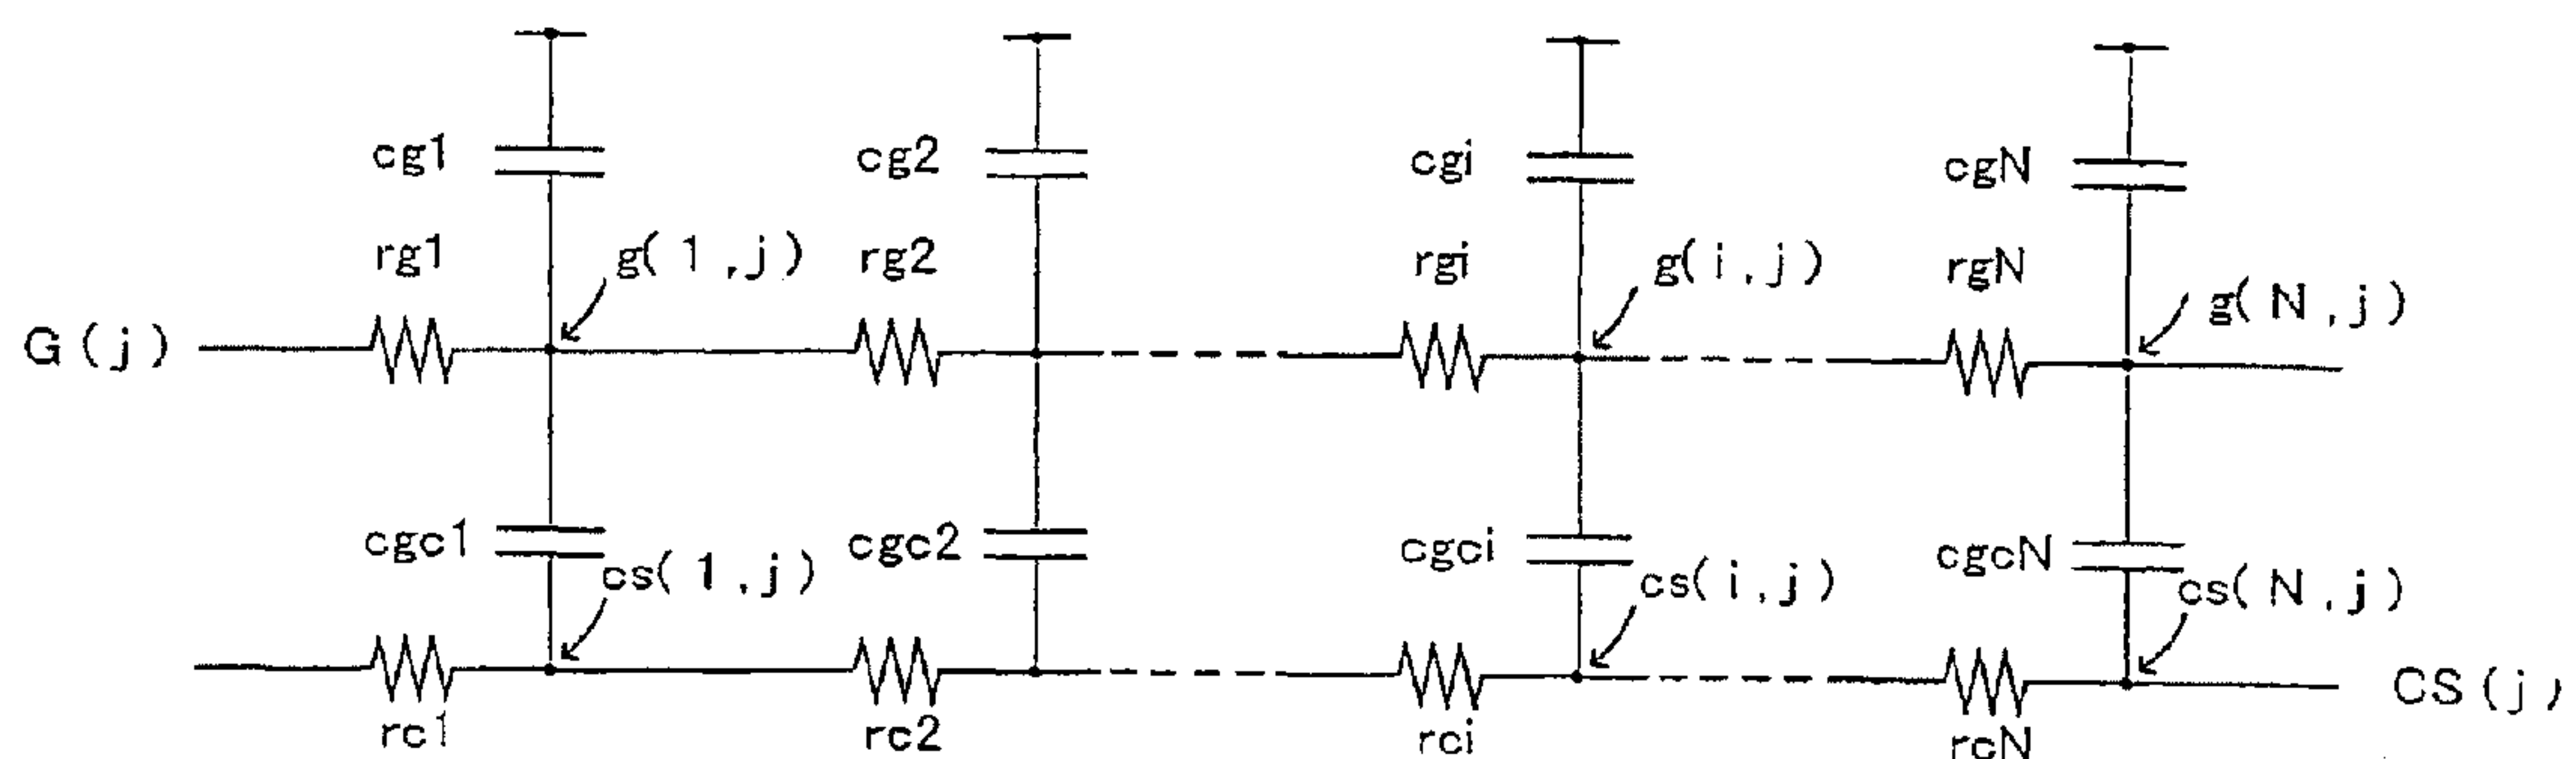 cg1 cg2 cgi cgN
rg1 g(1,j) rg2 rgi g(i,j) rgN g(N,j)
G(j)
cgc1 cgc2 cgci cgcN
cs(1,j) cs(i,j) cs(N,j)
CS(j)
rc1 rc2 rci rcN